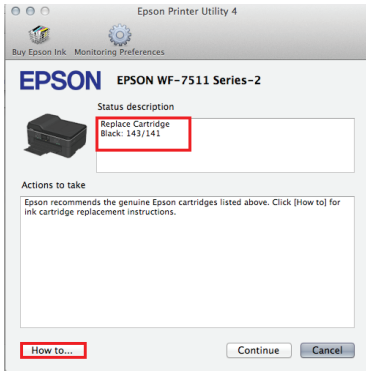 Epson Printer Utility 4
Buy Epson Ink Monitoring Preferences
EPSON EPSON WF-7511 Series-2
Status description
Replace Cartridge
Black: 143/141
Actions to take
Epson recommends the genuine Epson cartridges listed above. Click [How to] for
ink cartridge replacement instructions.
How to... Continue Cancel